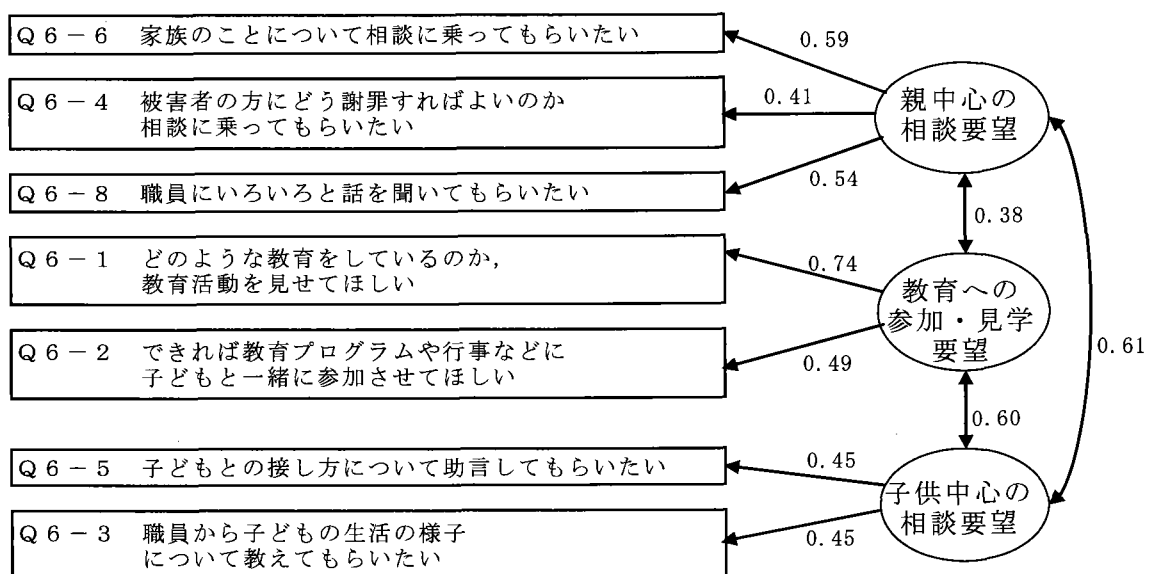 Q6－6 家族のことについて相談に乗ってもらいたい
0.59
Q6－4 被害者の方にどう謝罪すればよいのか
相談に乗ってもらいたい
0.41
親中心の
相談要望
Q6－8 職員にいろいろと話を聞いてもらいたい
0.54
0.38
Q6－1 どのような教育をしているのか，
教育活動を見せてほしい
0.74
教育への
参加・見学
要望
Q6－2 できれば教育プログラムや行事などに
子どもと一緒に参加させてほしい
0.49
0.61
0.60
Q6－5 子どもとの接し方について助言してもらいたい
0.45
子供中心の
相談要望
Q6－3 職員から子どもの生活の様子
について教えてもらいたい
0.45